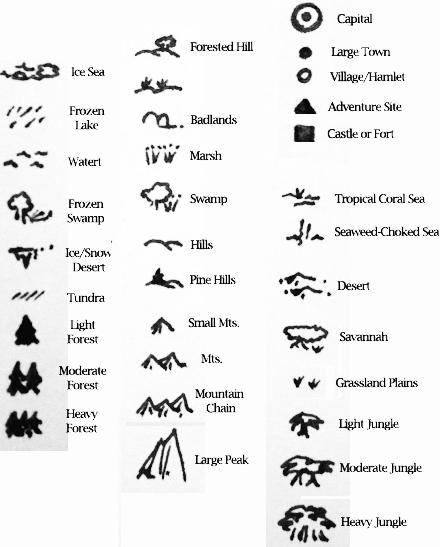 Ice Sea
Frozen
Lake
Watert
Frozen
Swamp
Ice/Snow
Desert
Tundra
Light
Forest
Moderate
Forest
Heavy
Forest
Forested Hill
Badlands
Marsh
Swamp
Hills
Pine Hills
Small Mts.
Mts.
Mountain
Chain
Large Peak
Capital
Large Town
Village/Hamlet
Adventure Site
Castle or Fort
Tropical Coral Sea
Seaweed-Choked Sea
Desert
Savannah
Grassland Plains
Light Jungle
Moderate Jungle
Heavy Jungle